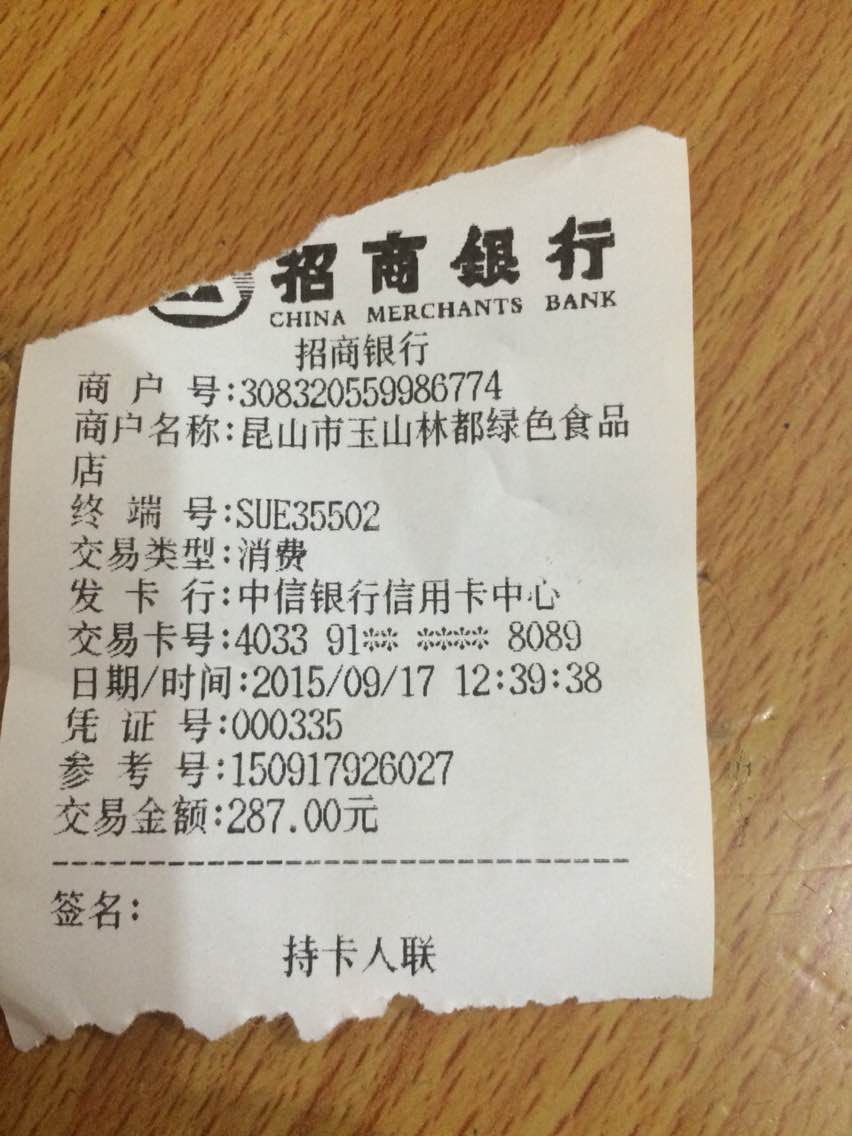 招商银行
CHINA MERCHANTS BANK
招商银行
商 户 号:308320559986774
商户名称:昆山市玉山林都绿色食品
店
终 端 号:SUE35502
交易类型:消费
发 卡 行:中信银行信用卡中心
交易卡号:4033 91** **** 8089
日期/时间:2015/09/17 12:39:38
凭 证 号:000335
参 考 号:150917926027
交易金额:287.00元
--------------------------------
签名:
持卡人联